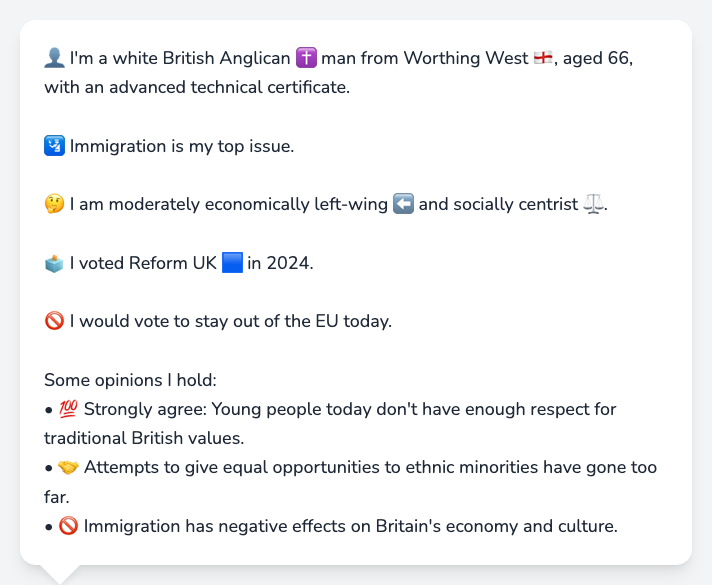 👤 I'm a white British Anglican ✝️ man from Worthing West 🏴󠁧󠁢󠁥󠁮󠁧󠁿, aged 66,
with an advanced technical certificate.
🛂 Immigration is my top issue.
🤔 I am moderately economically left-wing ⬅️ and socially centrist ⚖️.
🗳️ I voted Reform UK 🟦 in 2024.
🚫 I would vote to stay out of the EU today.
Some opinions I hold:
• 💯 Strongly agree: Young people today don't have enough respect for
traditional British values.
• 🤝 Attempts to give equal opportunities to ethnic minorities have gone too
far.
• 🚫 Immigration has negative effects on Britain's economy and culture.